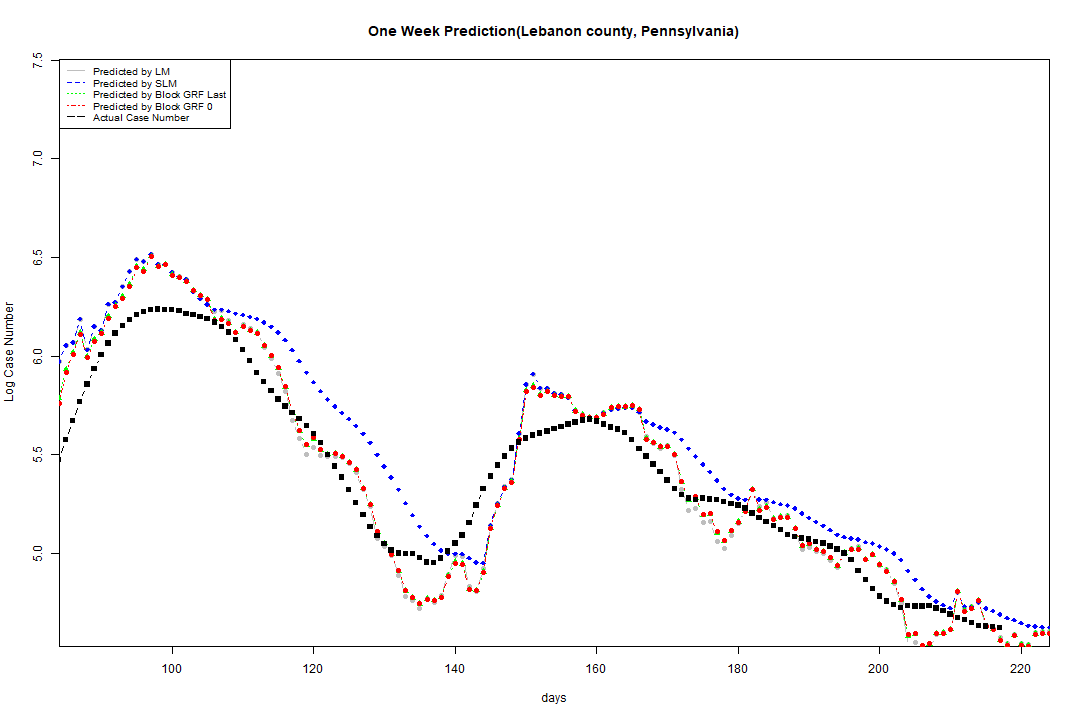 One Week Prediction(Lebanon county, Pennsylvania)
7.5
7.0
6.5
6.0
5.5
5.0
Log Case Number
Predicted by LM
Predicted by SLM
Predicted by Block GRF Last
Predicted by Block GRF 0
Actual Case Number
100
120
140
160
180
200
220
days